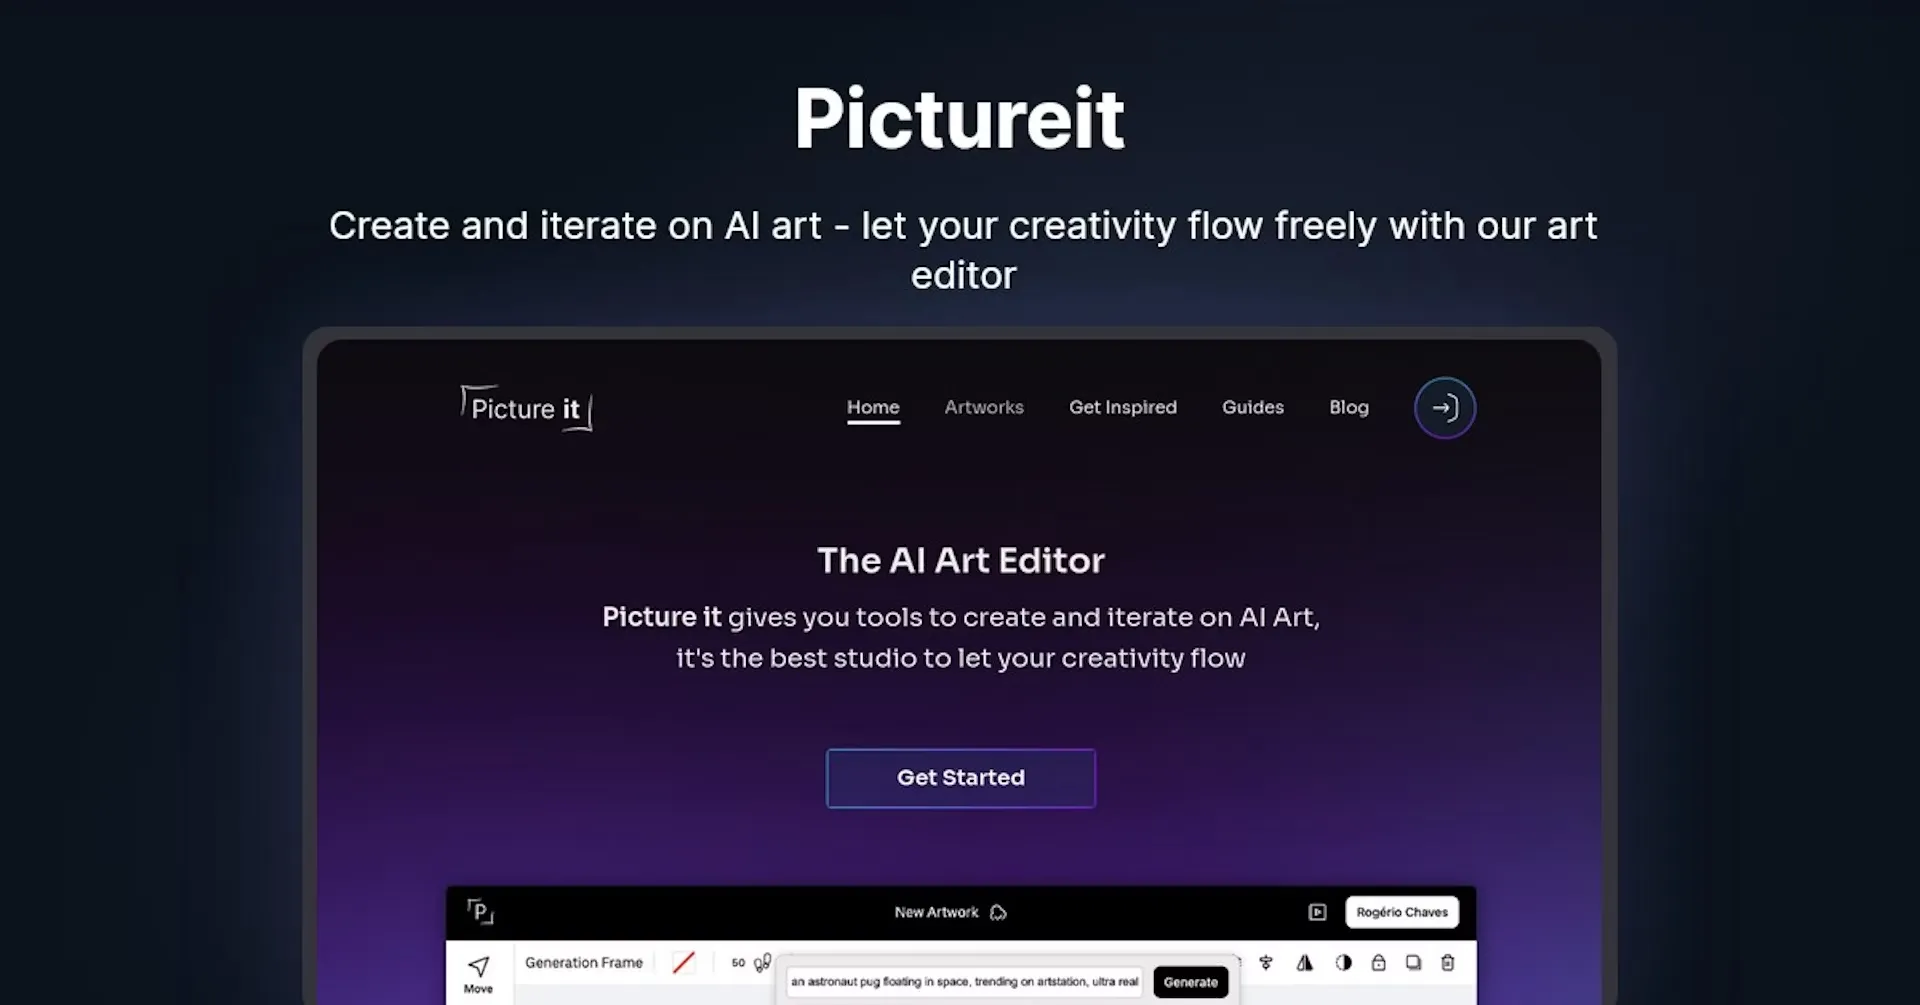 Pictureit
Create and iterate on AI art - let your creativity flow freely with our art
editor
Picture it
Home Artworks Get Inspired Guides Blog
The AI Art Editor
Picture it gives you tools to create and iterate on AI Art,
it's the best studio to let your creativity flow
Get Started
P New Artwork Rogério Chaves
Move
Generation Frame 50
an astronaut pug floating in space, trending on artstation, ultra real Generate